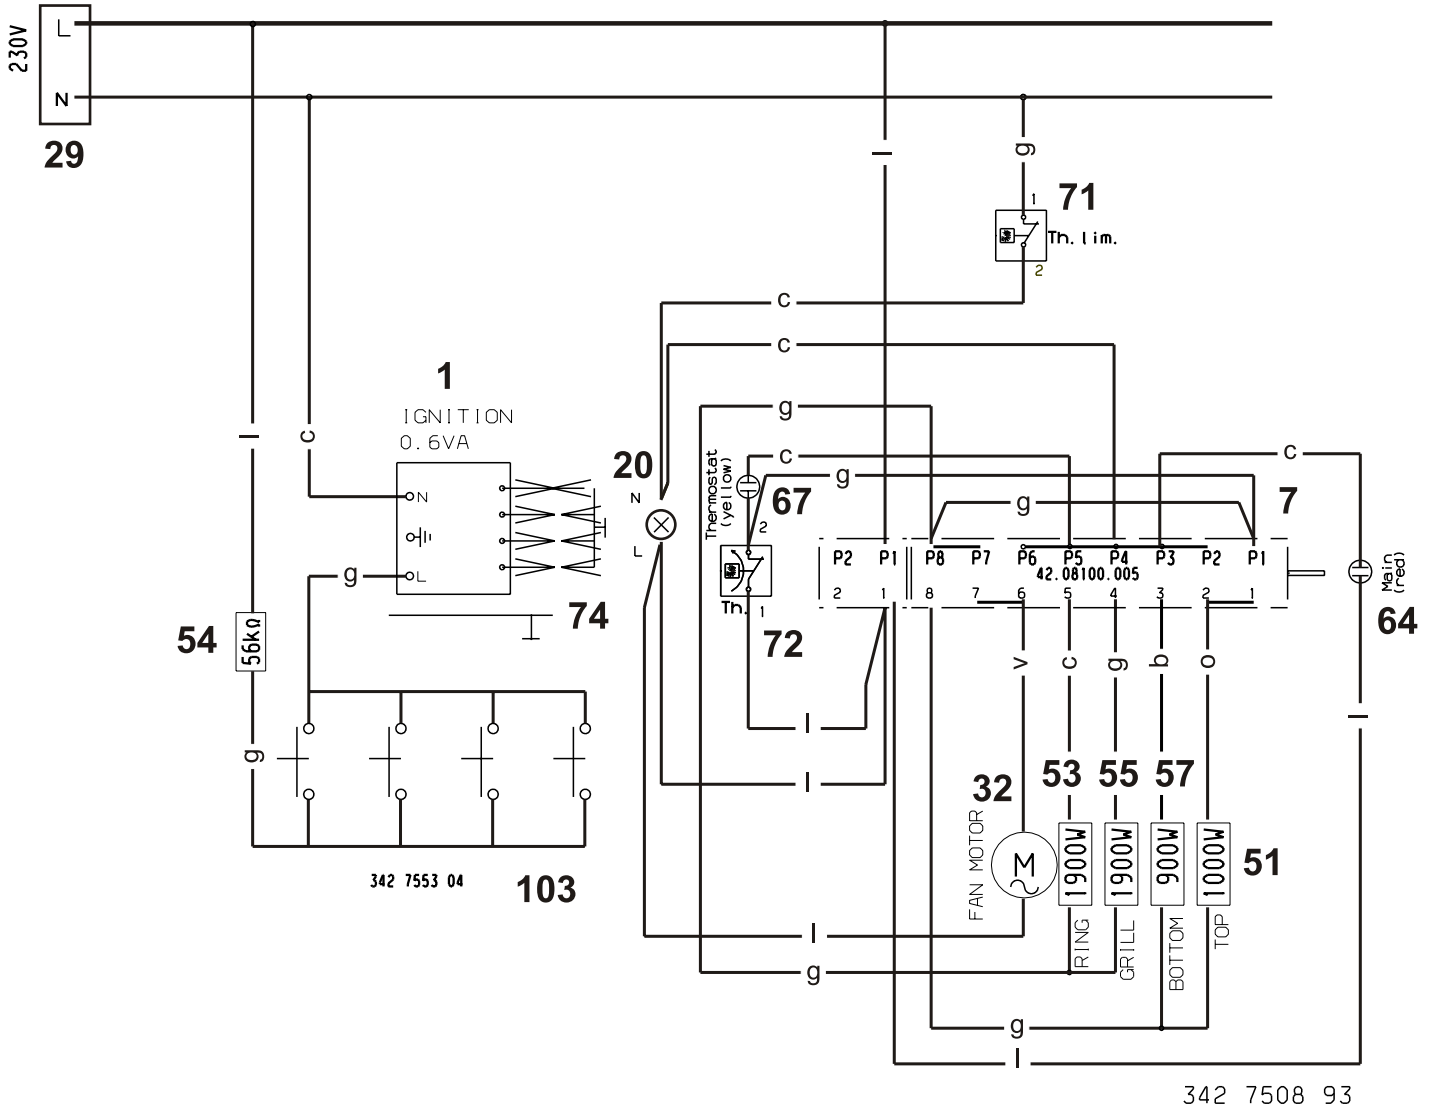 230V
L
N
29
g
1
71
Th. lim.
2
c
c
1
IGNITION
0.6VA
g
l
c
20
N
L
Thermostat
(yellow)
c
g
67
2
c
7
g
N
L
g
74
P2 P1 P8 P7 P6 P5 P4 P3 P2 P1
42.08100.005
2 1 8 7 6 5 4 3 2 1
Main
(red)
64
Th. 1
72
54
56kΩ
v c g b o
g
l
l
l
l
32 53 55 57
FAN MOTOR
M
1900W
1900W
900W
1000W
51
342 7553 04
103
RING
GRILL
BOTTOM
TOP
l
g
g
l
342 7508 93